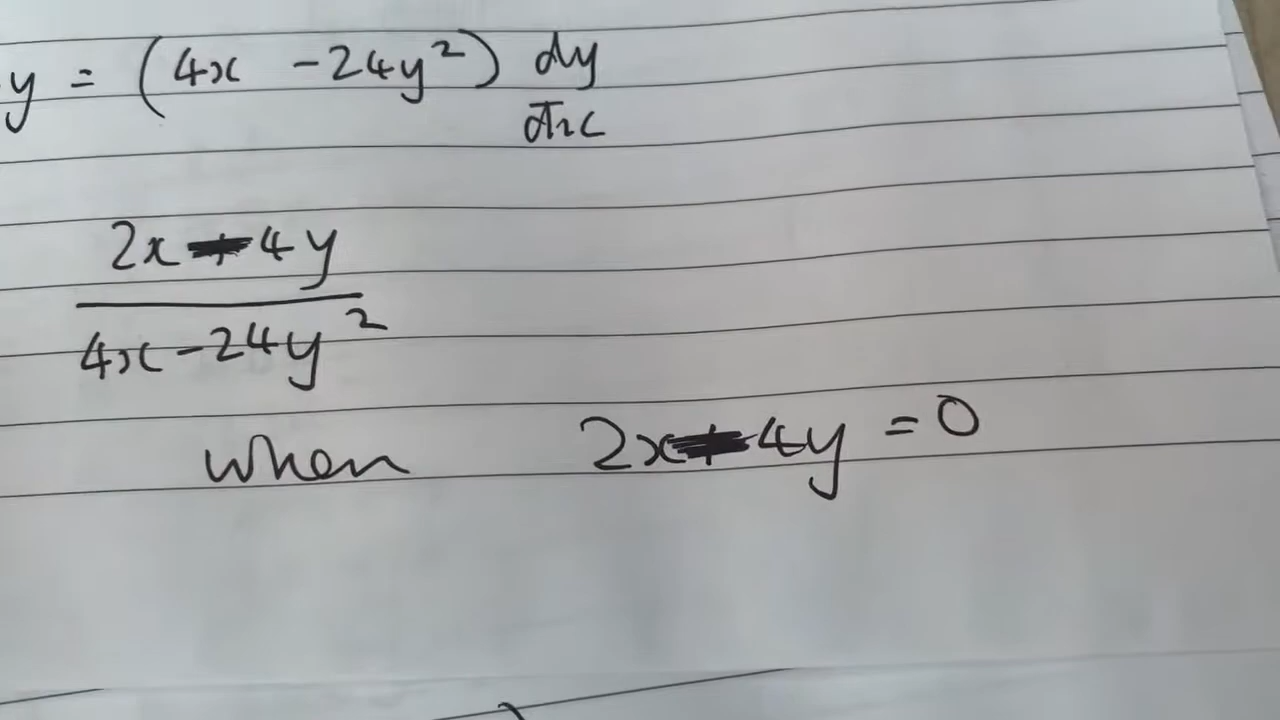 y = (4x - 24y²) dy/dx
2x - 4y
4x - 24y²
when 2x - 4y = 0